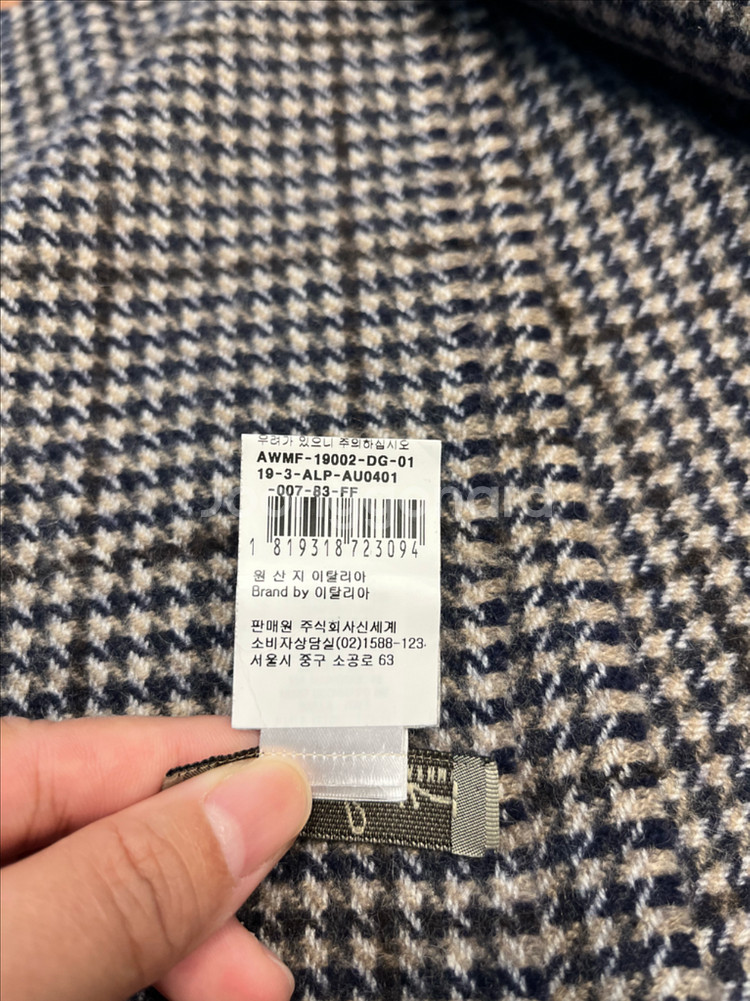 우려가 있으니 주의하십시오
AWMF-19002-DG-01
19-3-ALP-AU0401
-007-83-FF
1 819318 723094
원 산 지 이탈리아
Brand by 이탈리아
판매원 주식회사신세계
소비자상담실(02)1588-123
서울시 중구 소공로 63